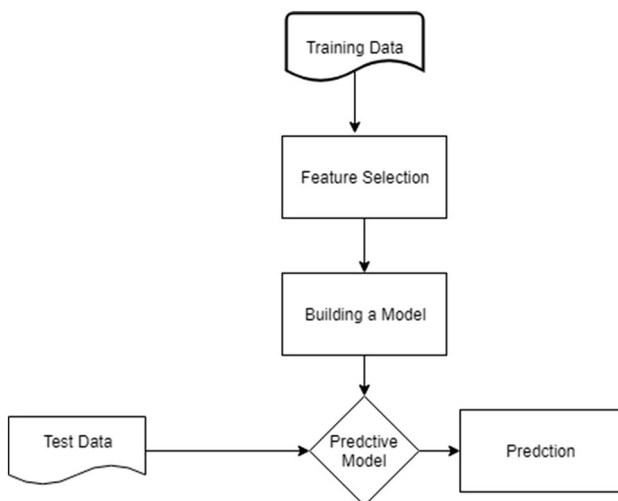 Training Data
Feature Selection
Building a Model
Test Data
Predctive
Model
Predction